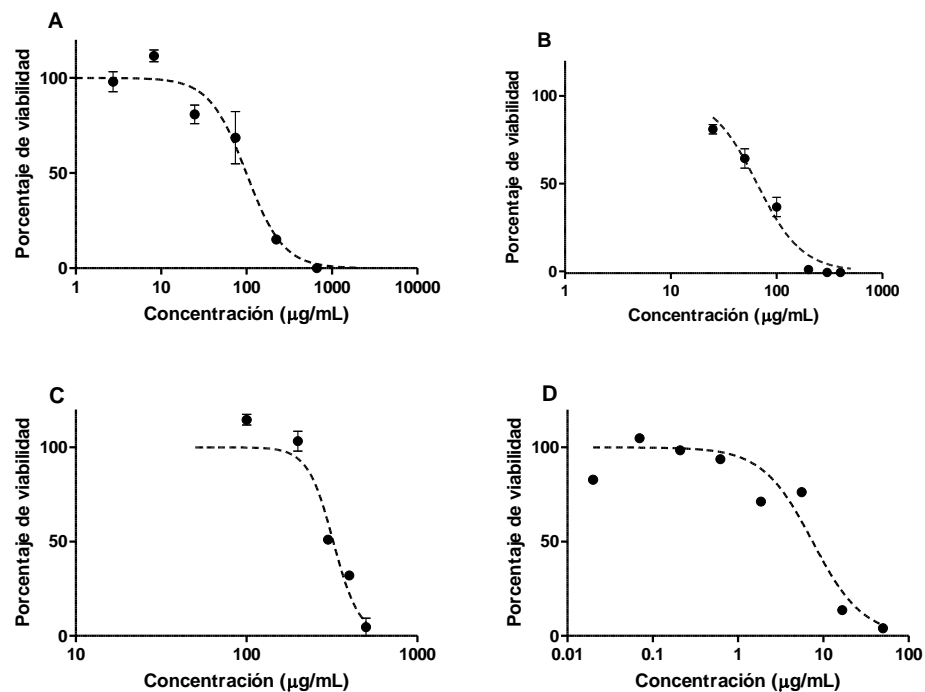 A
Porcentaje de viabilidad
100
50
0
1 10 100 1000 10000
Concentración (μg/mL)
B
Porcentaje de viabilidad
100
50
0
1 10 100 1000
Concentración (μg/mL)
C
Porcentaje de viabilidad
100
50
0
10 100 1000
Concentración (μg/mL)
D
Porcentaje de viabilidad
100
50
0
0.01 0.1 1 10 100
Concentración (μg/mL)